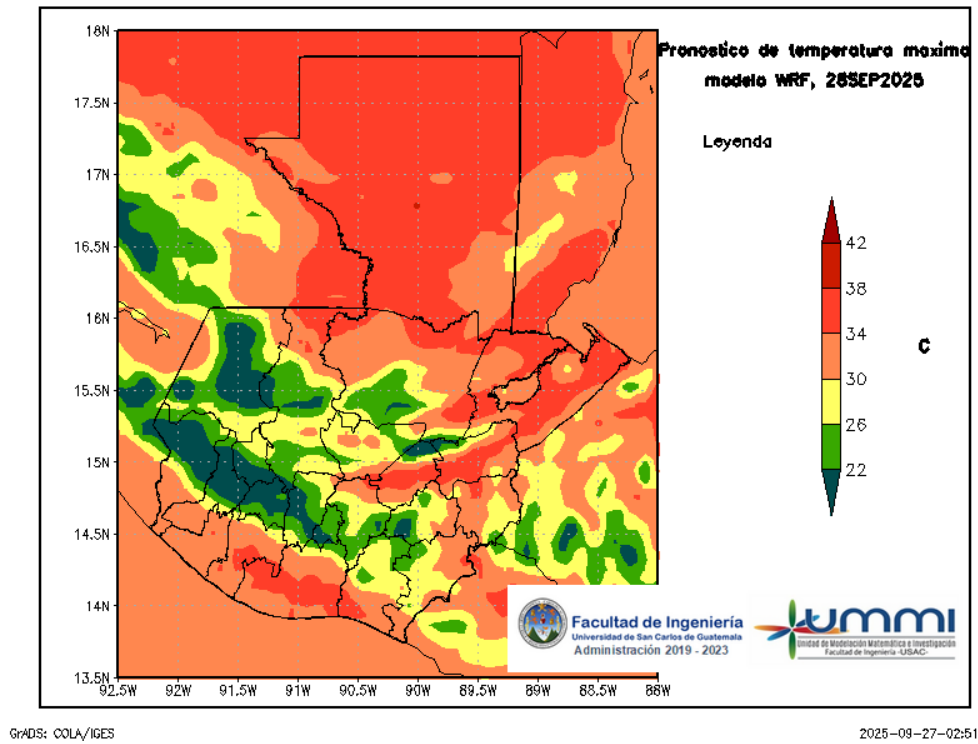 Pronostico de temperatura maxima
modelo WRF, 28SEP2025
Leyenda
18N
17.5N
17N
16.5N
16N
15.5N
15N
14.5N
14N
13.5N
92.5W
92W
91.5W
91W
90.5W
90W
89.5W
89W
88.5W
88W
42
38
34
30
26
22
C
Facultad de Ingeniería
Universidad de San Carlos de Guatemala
Administración 2019 - 2023
ummi
Unidad de Modelación Matemática e Investigación
Facultad de Ingeniería -USAC-
GrADS: COLA/IGES
2025-09-27-02:51